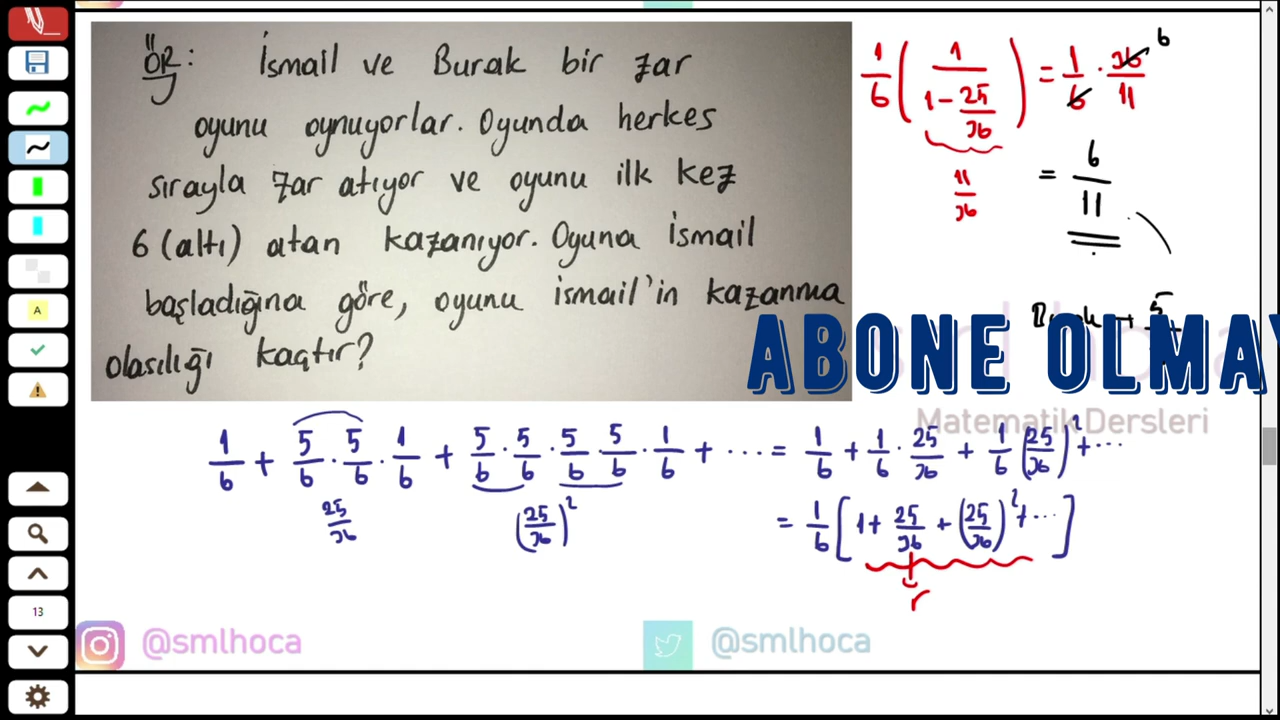 ÖR: İsmail ve Burak bir zar
oyunu oynuyorlar. Oyunda herkes
sırayla zar atıyor ve oyunu ilk kez
6 (altı) atan kazanıyor. Oyuna İsmail
başladığına göre, oyunu ismail'in kazanma
olasılığı kaçtır?
1/6 ( 1/(1-25/36) ) = 1/6 · 36/11 6
11/36
= 6/11
5
ABONE OLMA
Matematik Dersleri
1/6 + 5/6 · 5/6 · 1/6 + 5/6 · 5/6 · 5/6 · 5/6 · 1/6 + ··· = 1/6 + 1/6 · 25/36 + 1/6 (25/36)² + ···
25/36 (25/36)² = 1/6 [ 1 + 25/36 + (25/36)² + ··· ]
r
@smlhoca @smlhoca
A
13